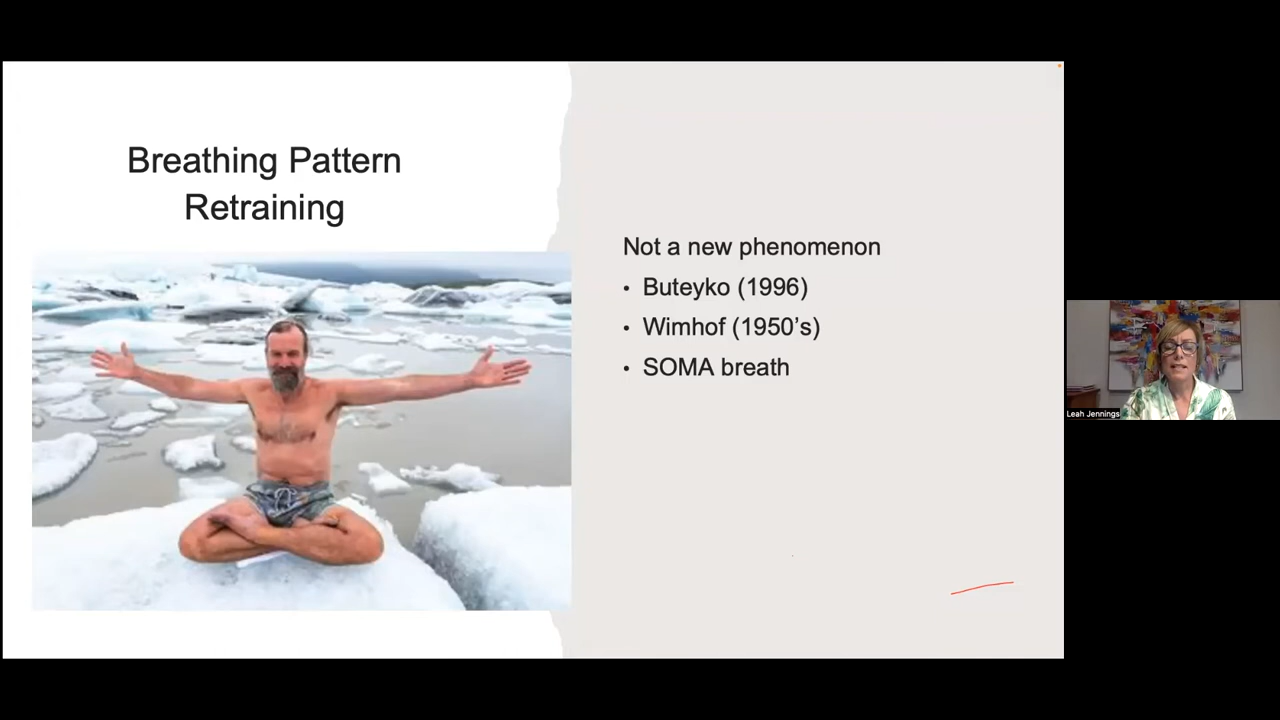 Breathing Pattern
Retraining
Not a new phenomenon
• Buteyko (1996)
• Wimhof (1950’s)
• SOMA breath
Leah Jennings